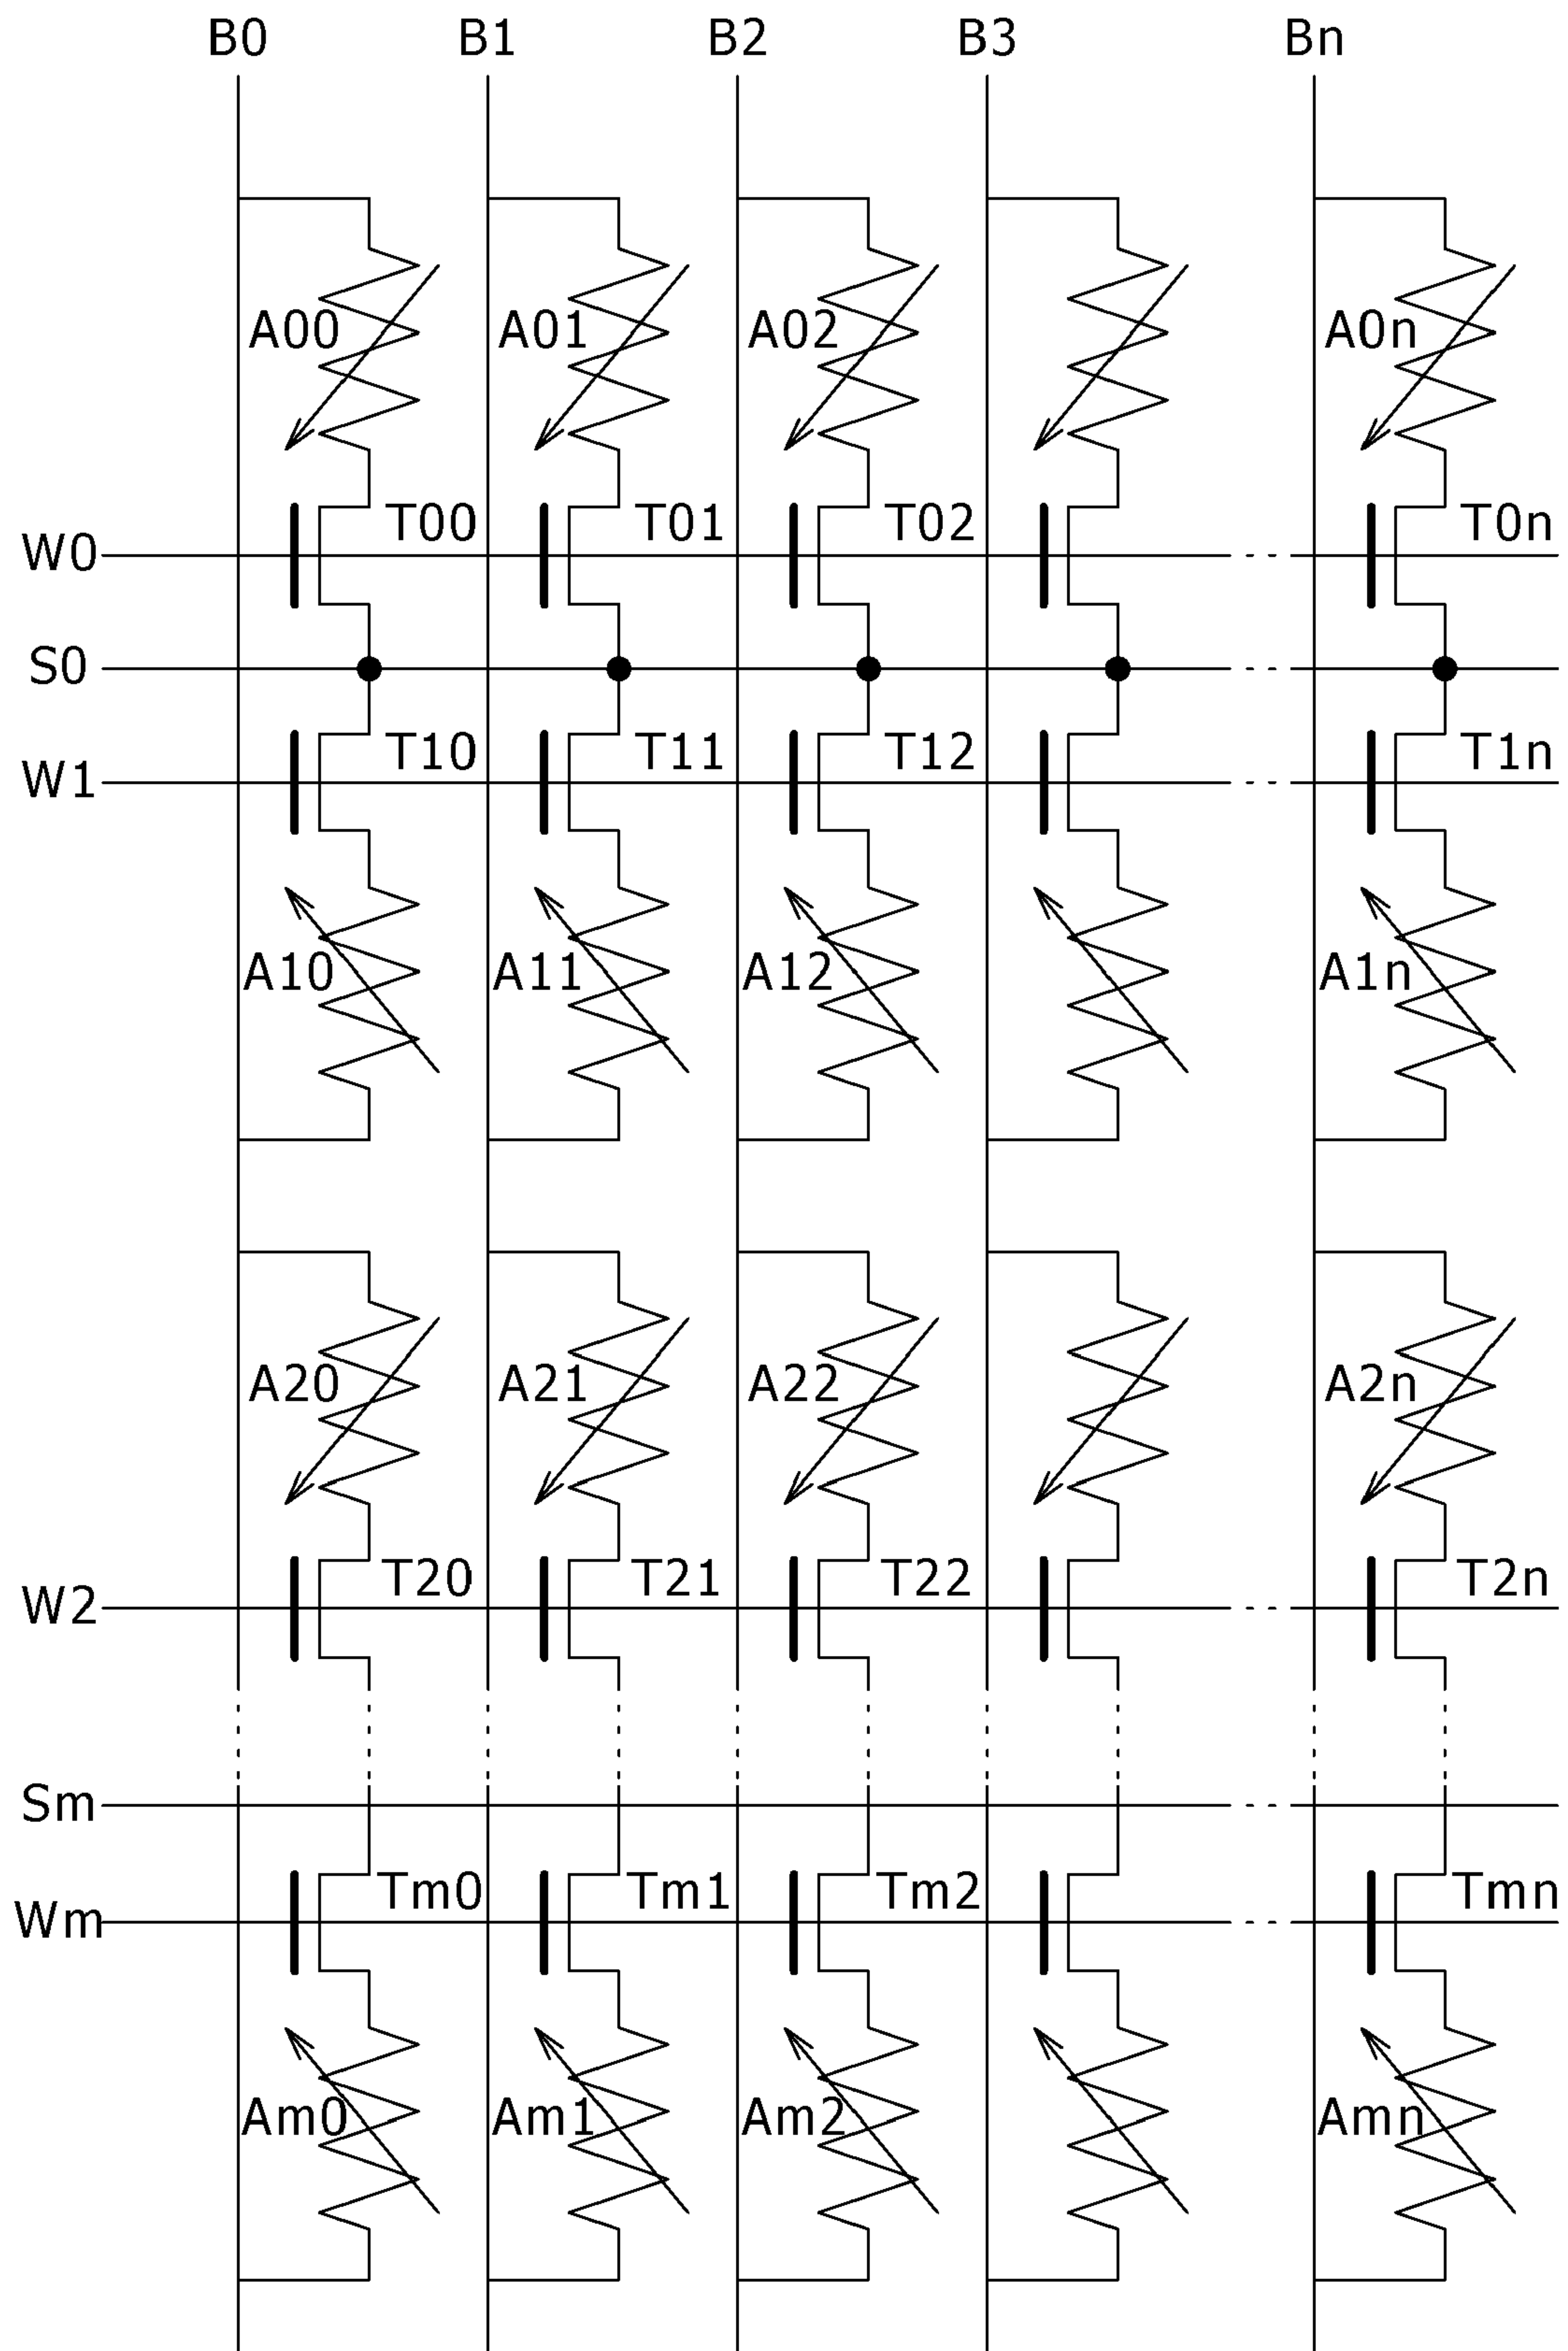 B0 B1 B2 B3 Bn
A00 A01 A02 A0n
T00 T01 T02 T0n
W0
S0
T10 T11 T12 T1n
W1
A10 A11 A12 A1n
A20 A21 A22 A2n
T20 T21 T22 T2n
W2
Sm
Tm0 Tm1 Tm2 Tmn
Wm
Am0 Am1 Am2 Amn